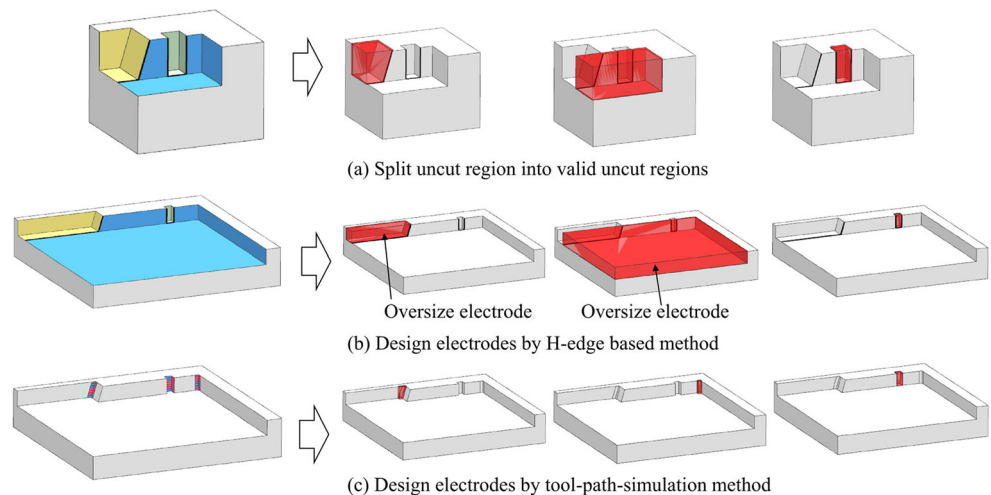 (a) Split uncut region into valid uncut regions
Oversize electrode
Oversize electrode
(b) Design electrodes by H-edge based method
(c) Design electrodes by tool-path-simulation method